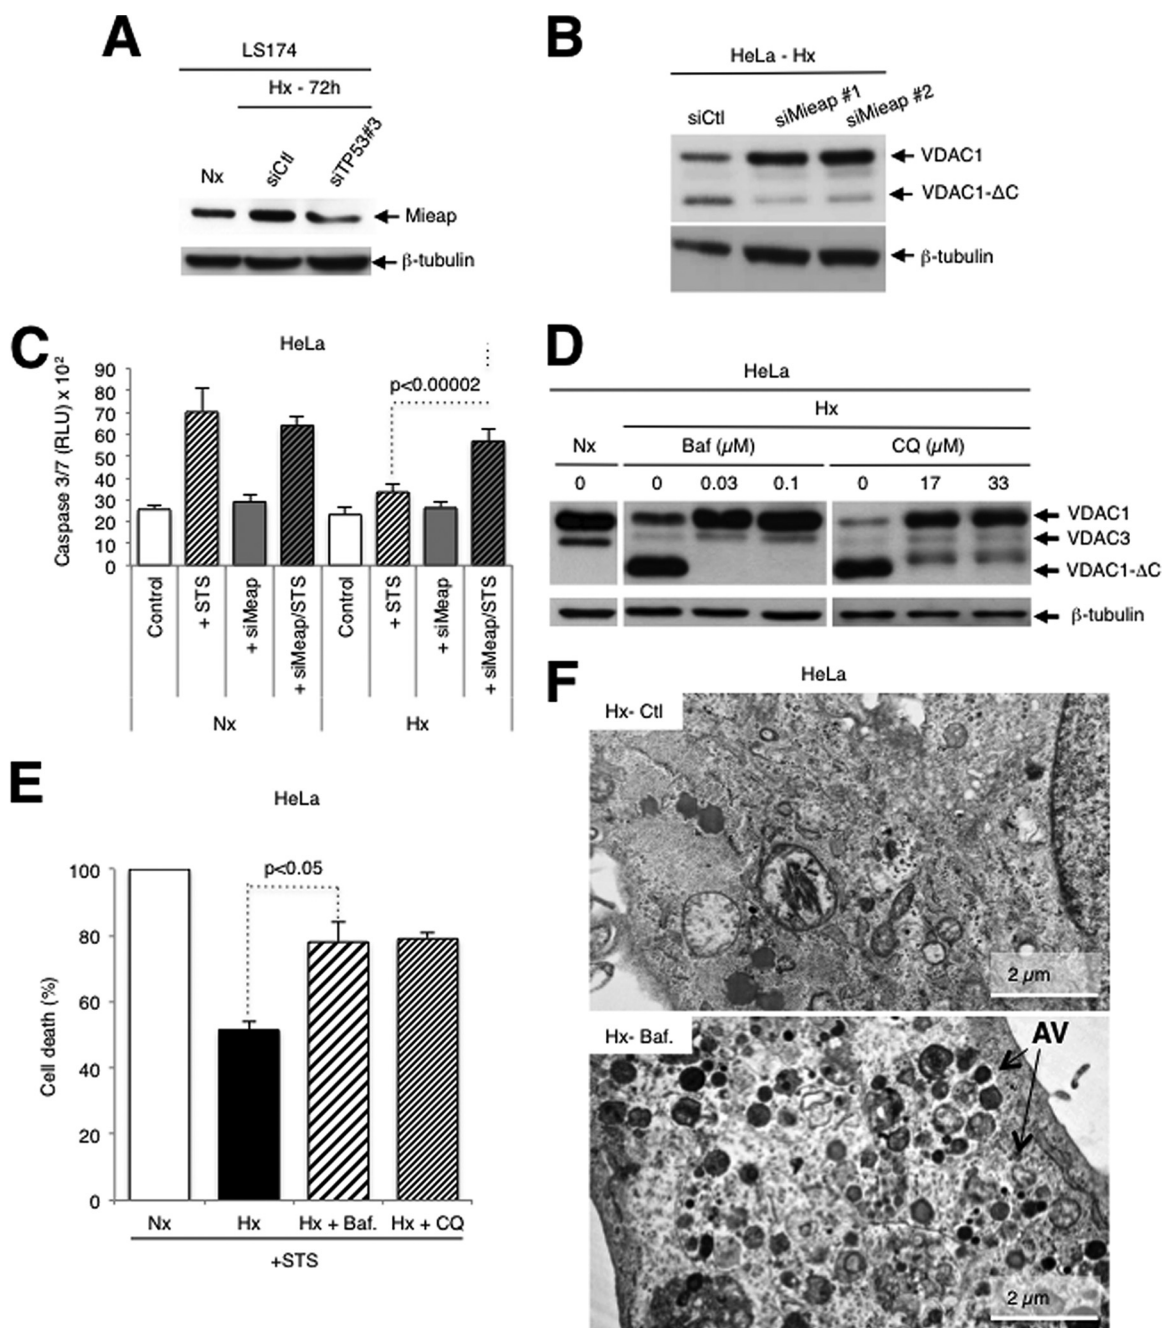 A
LS174
Hx - 72h
Nx
siCtl
siTP53#3
Mieap
β-tubulin
B
HeLa - Hx
siCtl
siMieap #1
siMieap #2
VDAC1
VDAC1-ΔC
β-tubulin
C
HeLa
Caspase 3/7 (RLU) x 10²
90
80
70
60
50
40
30
20
10
0
p<0.00002
Control
+ STS
+ siMeap
+ siMeap/STS
Control
+ STS
+ siMeap
+ siMeap/STS
Nx
Hx
D
HeLa
Hx
Nx
Baf (µM)
CQ (µM)
0
0
0.03
0.1
0
17
33
VDAC1
VDAC3
VDAC1-ΔC
β-tubulin
E
HeLa
Cell death (%)
100
80
60
40
20
0
p<0.05
Nx
Hx
Hx + Baf.
Hx + CQ
+STS
F
HeLa
Hx- Ctl
2 µm
Hx- Baf.
AV
2 µm